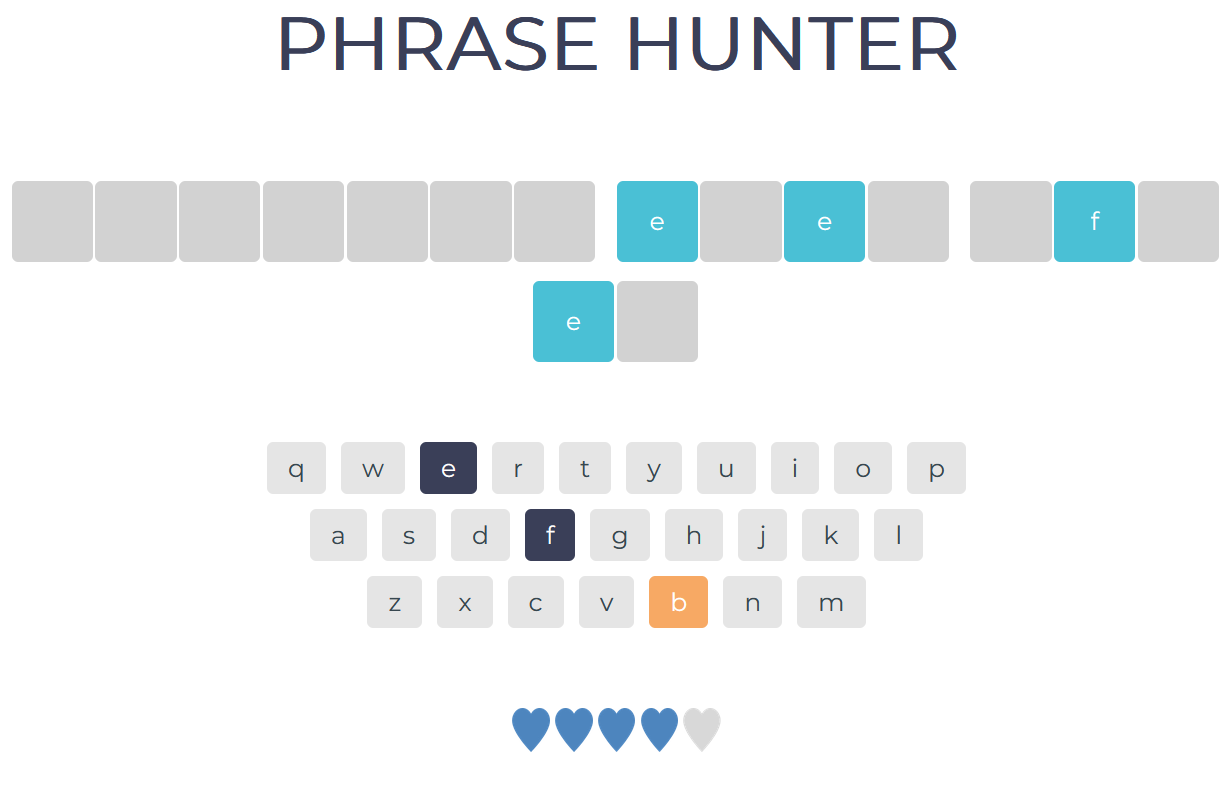 PHRASE HUNTER
e e f
e
q w e r t y u i o p
a s d f g h j k l
z x c v b n m